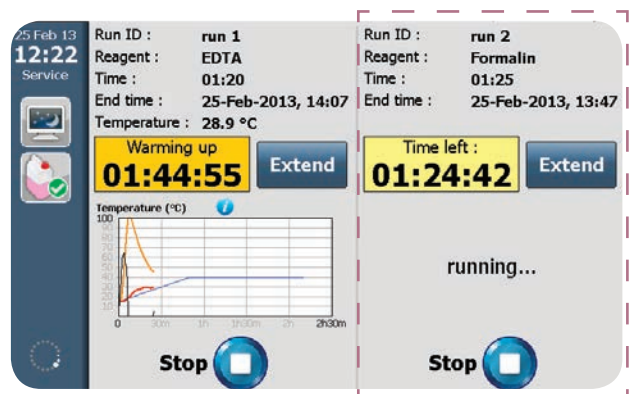 25 Feb 13
12:22
Service
Run ID : run 1
Reagent : EDTA
Time : 01:20
End time : 25-Feb-2013, 14:07
Temperature : 28.9 °C
Warming up
01:44:55
Extend
Temperature (°C)
100
90
80
70
60
50
40
30
20
10
0 30m 1h 1h30m 2h 2h30m
Stop
Run ID : run 2
Reagent : Formalin
Time : 01:25
End time : 25-Feb-2013, 13:47
Time left :
01:24:42
Extend
running...
Stop